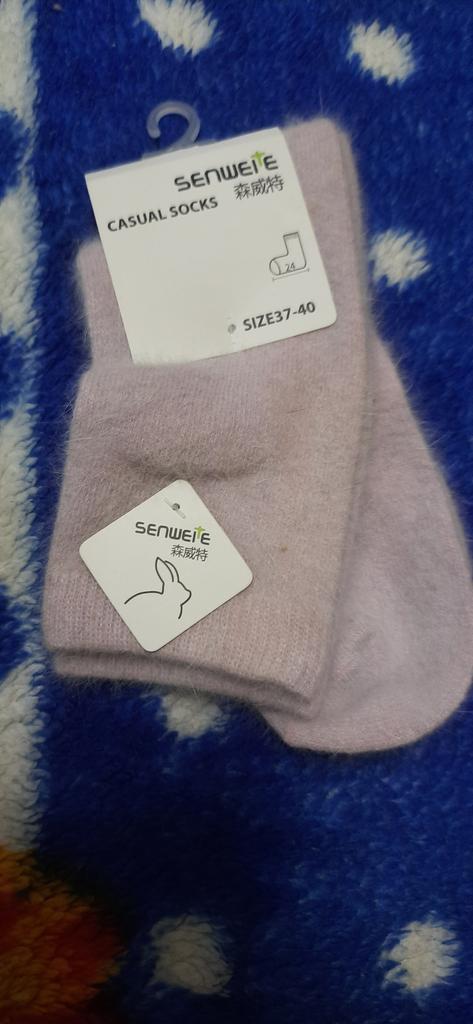 SENWEITE
森威特
CASUAL SOCKS
24
SIZE37-40
SENWEITE
森威特